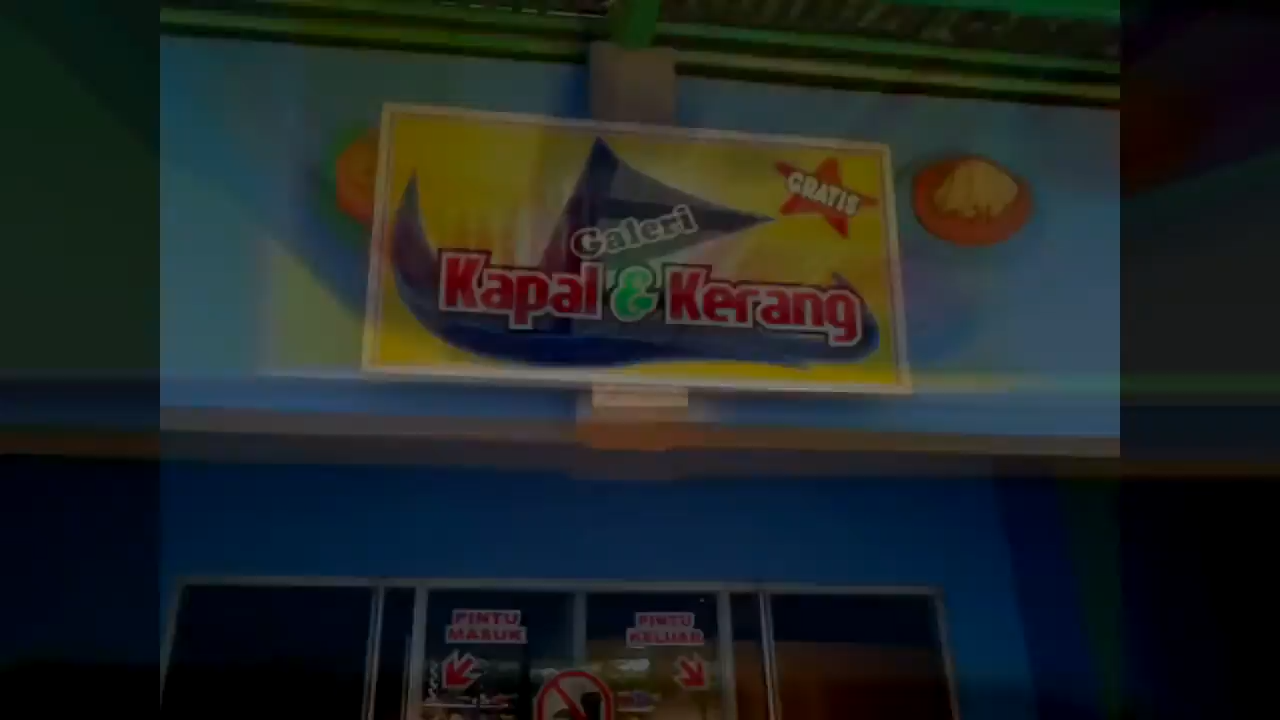 GRATIS
Galeri
Kapal & Kerang
PINTU
MASUK
PINTU
KELUAR